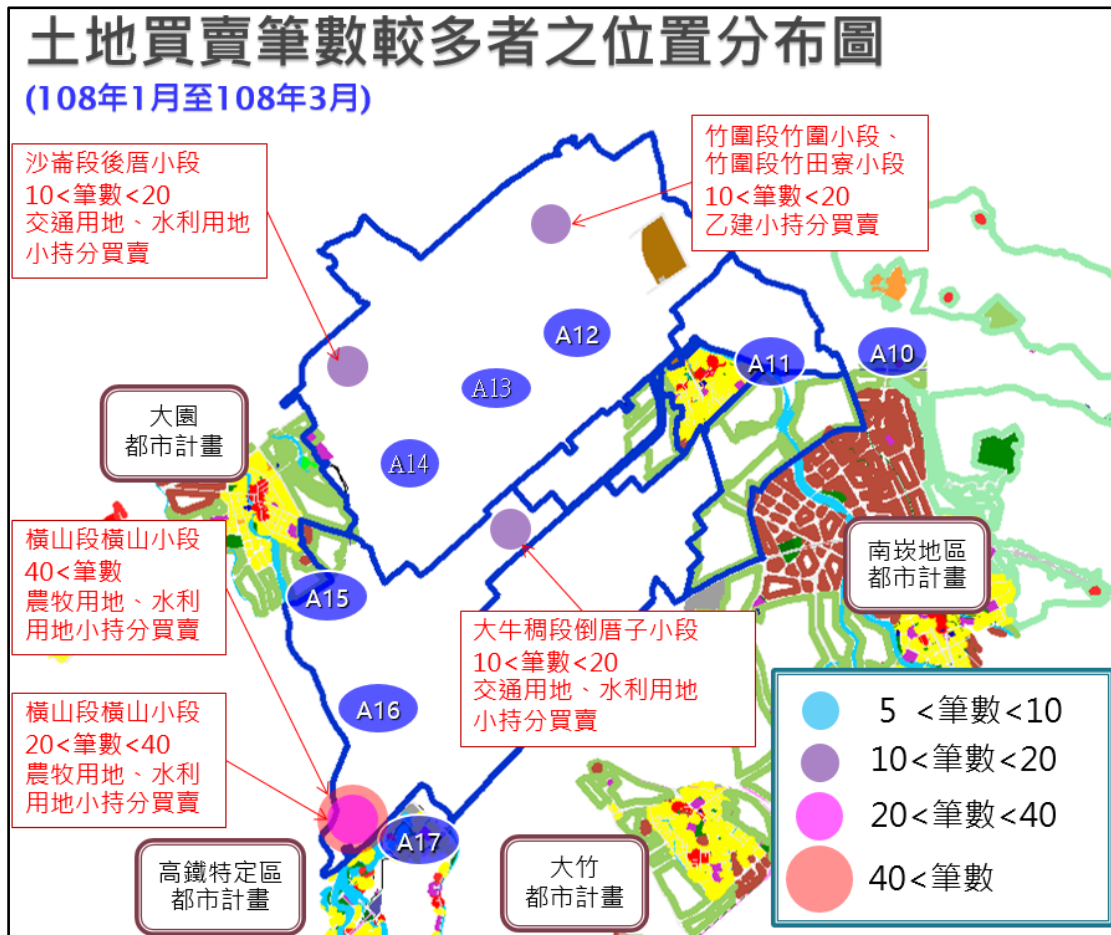 土地買賣筆數較多者之位置分布圖
(108年1月至108年3月)
沙崙段後厝小段
10<筆數<20
交通用地、水利用地
小持分買賣
竹圍段竹圍小段、
竹圍段竹田寮小段
10<筆數<20
乙建小持分買賣
A12
A11
A10
A13
A14
大園
都市計畫
橫山段橫山小段
40<筆數
農牧用地、水利
用地小持分買賣
南崁地區
都市計畫
A15
大牛稠段倒厝子小段
10<筆數<20
交通用地、水利用地
小持分買賣
A16
橫山段橫山小段
20<筆數<40
農牧用地、水利
用地小持分買賣
A17
高鐵特定區
都市計畫
大竹
都市計畫
5 <筆數<10
10<筆數<20
20<筆數<40
40<筆數